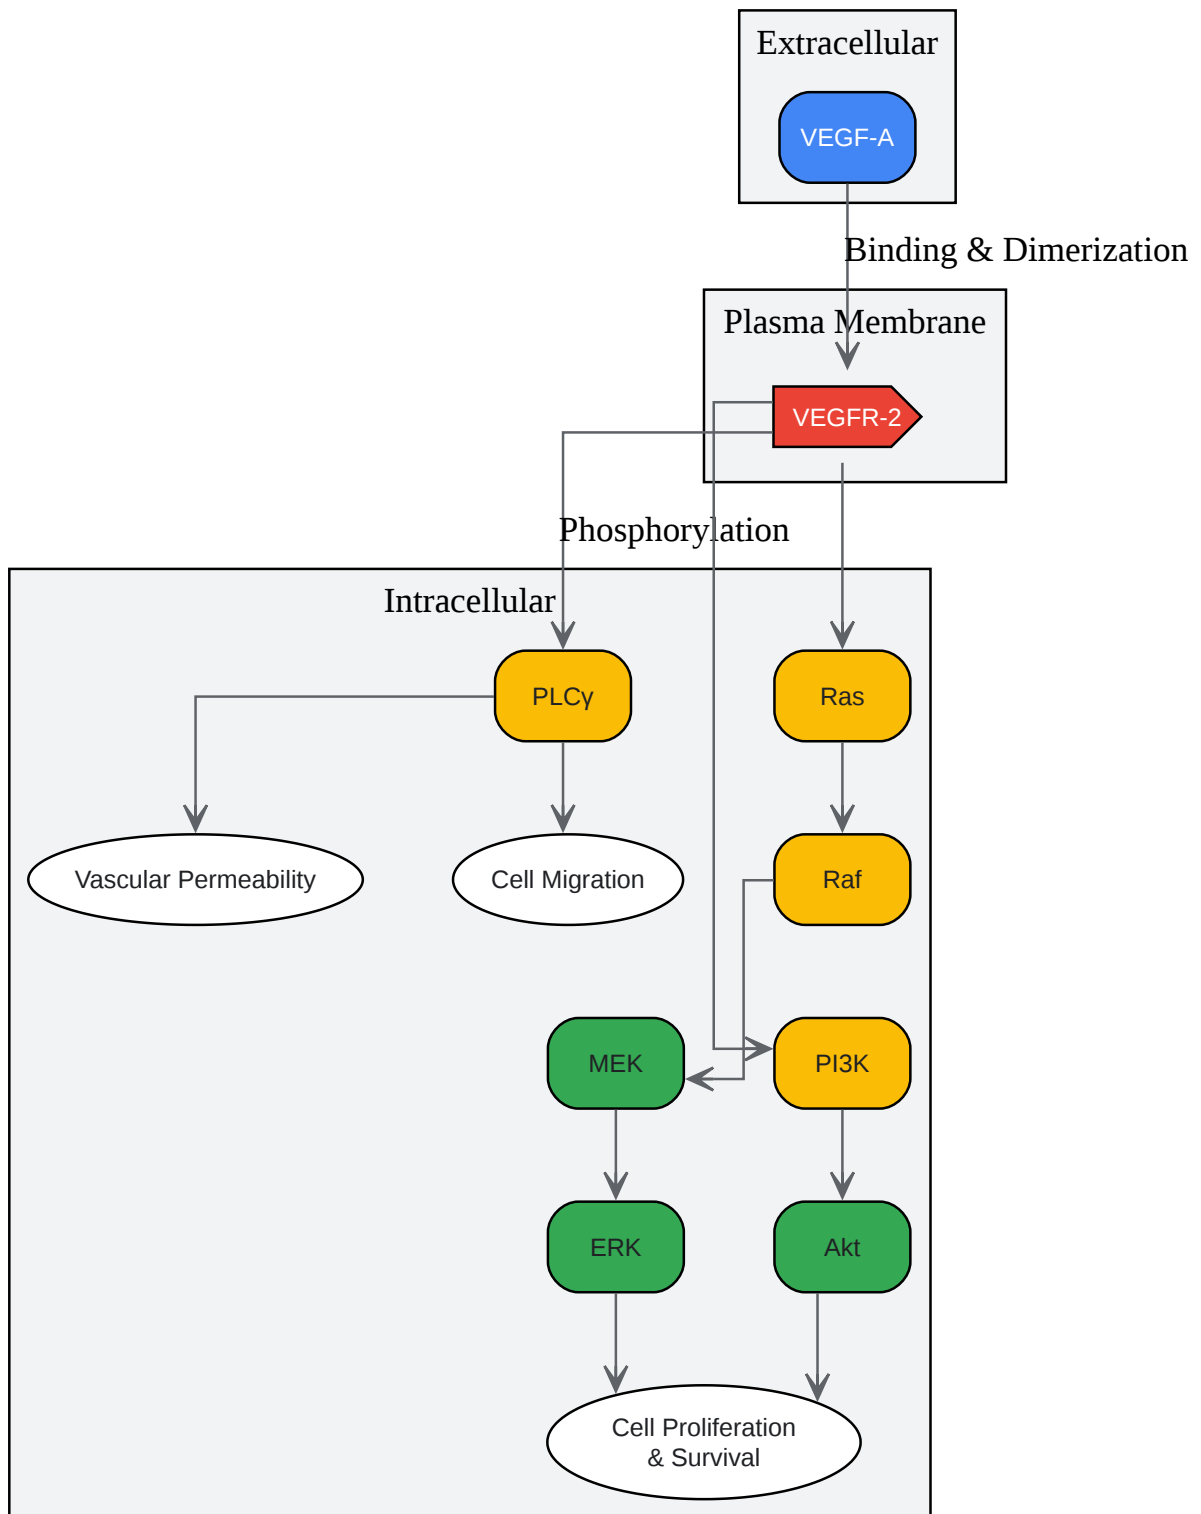 Extracellular
VEGF-A
Binding & Dimerization
Plasma Membrane
VEGFR-2
Phosphorylation
Intracellular
PLCγ
Ras
Vascular Permeability
Cell Migration
Raf
MEK
PI3K
ERK
Akt
Cell Proliferation
& Survival